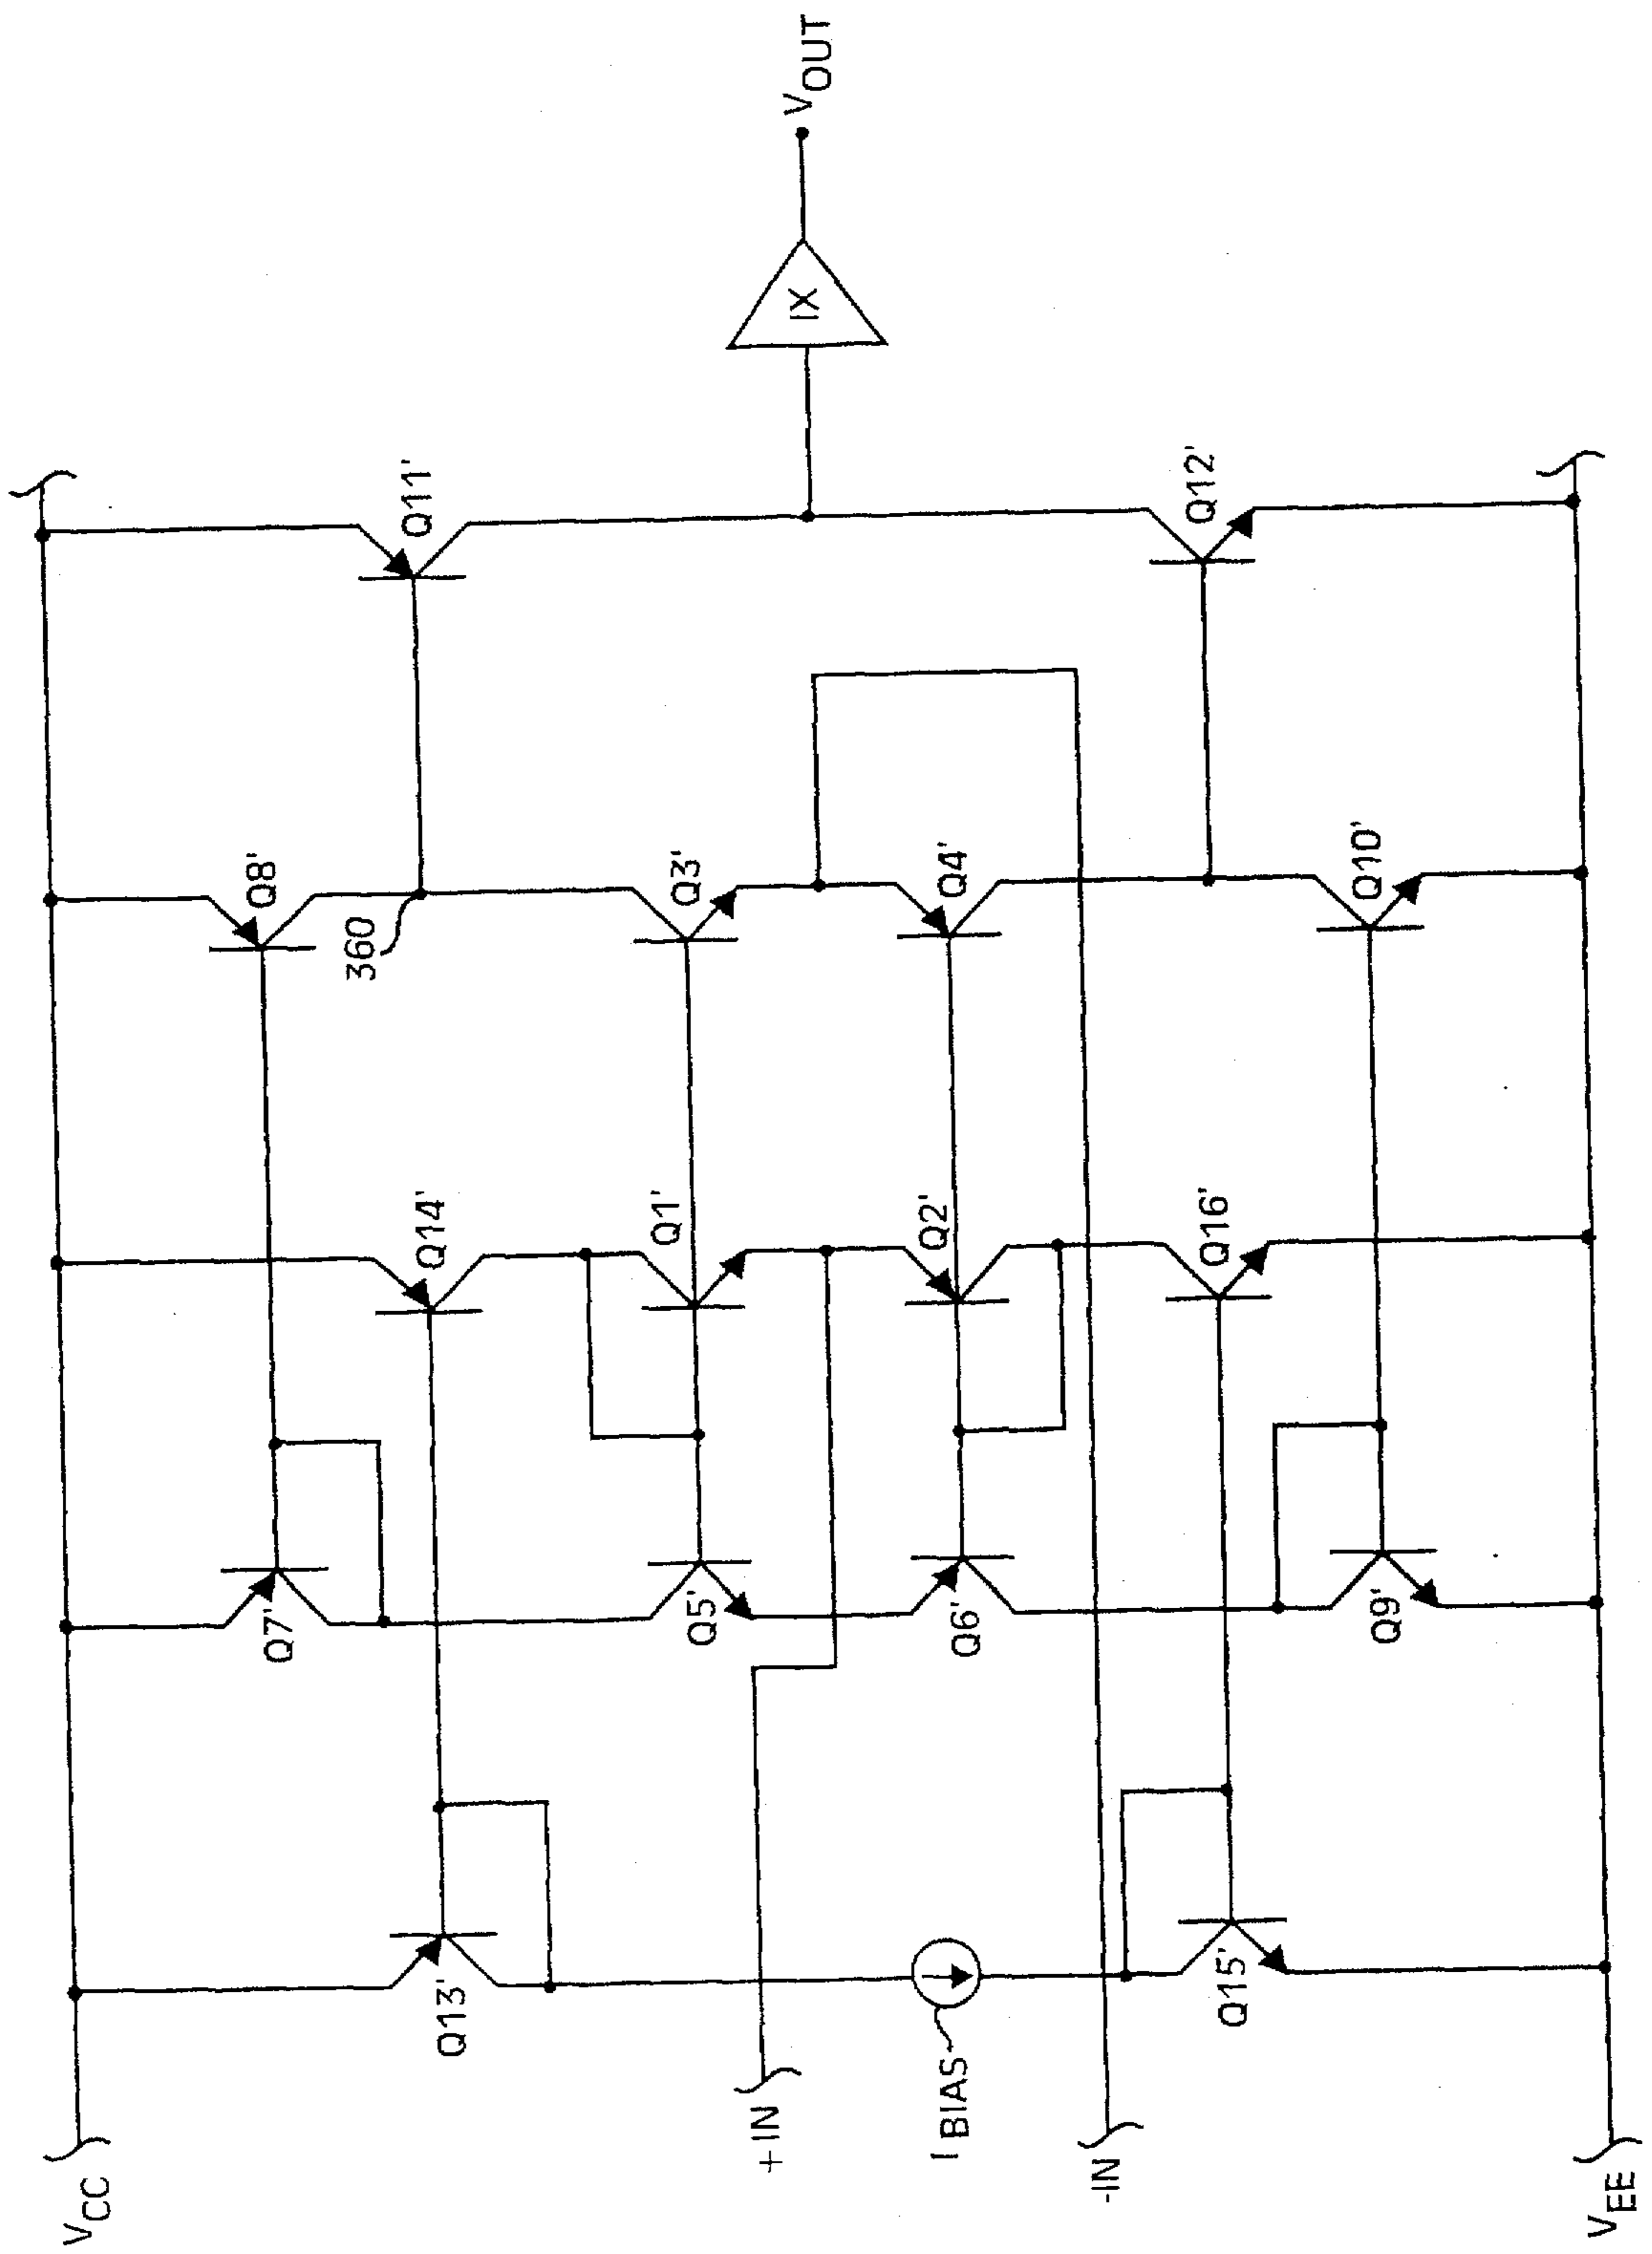 VCC
Q7'
Q8'
360
Q13'
Q14'
Q11'
Q5'
Q1'
Q3'
+IN
IX
VOUT
IBIAS
Q6'
Q2'
Q4'
-IN
Q15'
Q16'
Q12'
Q9'
Q10'
VEE